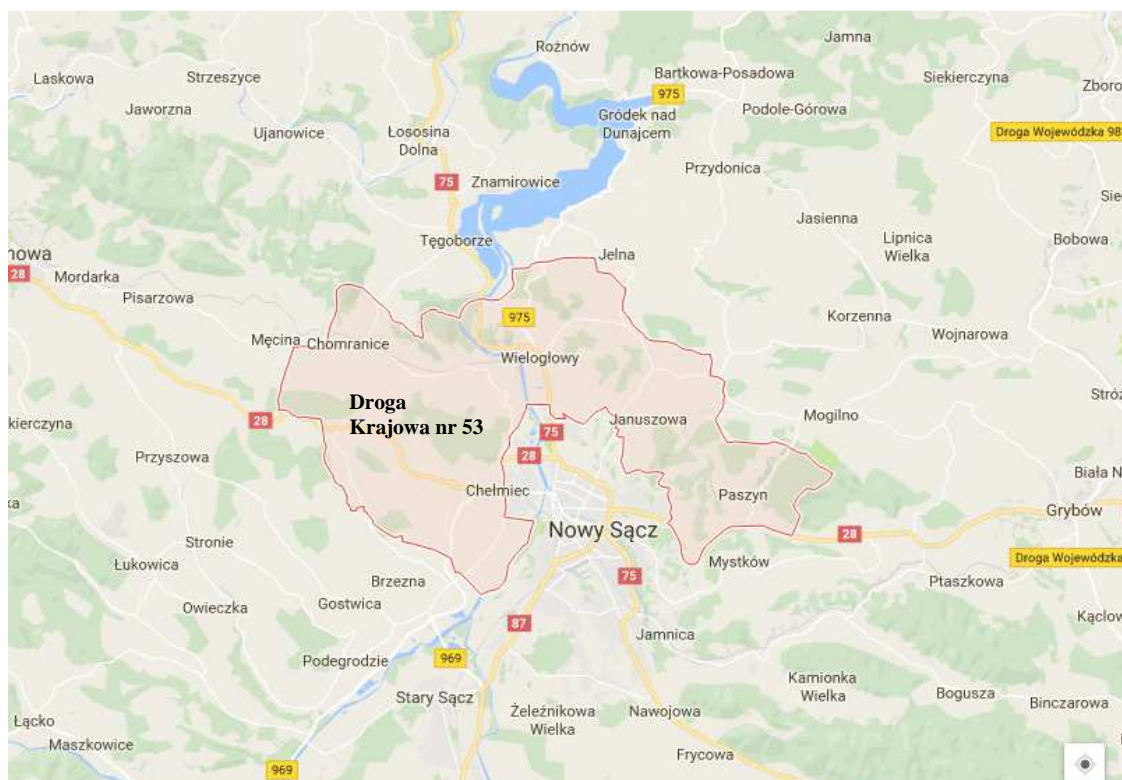 Rożnów
Jamna
Laskowa
Strzeszyce
Bartkowa-Posadowa
Siekierczyna
Zboro
Jaworzna
975
Podole-Górowa
Ujanowice
Łososina
Dolna
Gródek nad
Dunajcem
Droga Wojewódzka 98
75
Znamirowice
Przydonica
Sie
Jasienna
Tęgoborze
Lipnica
Wielka
Bobowa
nowa
Jelna
28
Mordarka
Pisarzowa
975
Korzenna
Wojnarowa
Męcina
Chomranice
Wielogłowy
Droga
Krajowa nr 53
Stróż
28
Januszowa
Mogilno
kierczyna
75
Przyszowa
28
Biała N
Chełmiec
Paszyn
ka
Grybów
Nowy Sącz
28
Stronie
Mystków
Droga Wojewódzka
Łukowica
Brzezna
75
Ptaszkowa
Owieczka
Gostwica
87
Kąclow
Jamnica
Podegrodzie
969
Kamionka
Wielka
Stary Sącz
Bogusza
Binczarowa
Żeleźnikowa
Wielka
Nawojowa
Łącko
Maszkowice
969
Frycowa